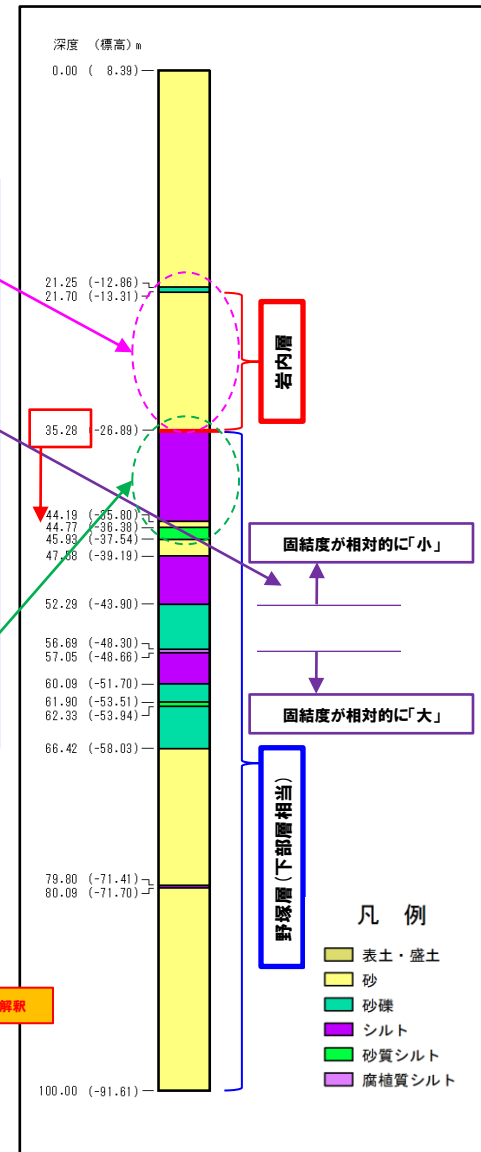 深度 (標高) m
0.00 ( 8.39)
21.25 (-12.86)
21.70 (-13.31)
岩内層
35.28 (-26.89)
44.19 (-35.80)
44.77 (-36.38)
45.93 (-37.54)
47.58 (-39.19)
固結度が相対的に「小」
52.29 (-43.90)
56.69 (-48.30)
57.05 (-48.66)
60.09 (-51.70)
61.90 (-53.51)
62.33 (-53.94)
固結度が相対的に「大」
66.42 (-58.03)
野塚層(下部層相当)
79.80 (-71.41)
80.09 (-71.70)
凡 例
表土・盛土
砂
砂礫
シルト
砂質シルト
腐植質シルト
解釈
100.00 (-91.61)